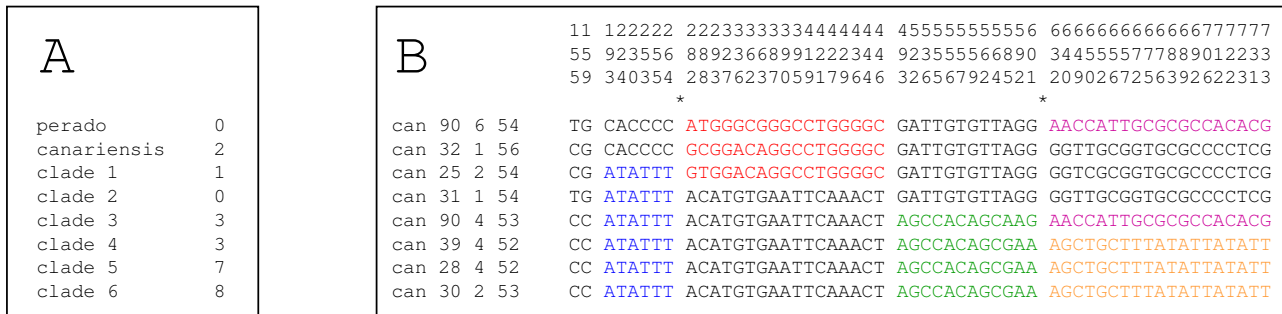 A
perado 0
canariensis 2
clade 1 1
clade 2 0
clade 3 3
clade 4 3
clade 5 7
clade 6 8
B
11 122222 22233333334444444 455555555556 6666666666666777777
55 923556 88923668991222344 923555566890 3445555777889012233
59 340354 28376237059179646 326567924521 2090267256392622313
* *
can 90 6 54 TG CACCCC ATGGGCGGGCCTGGGGC GATTGTGTTAGG AACCATTGCGCGCCACACG
can 32 1 56 CG CACCCC GCGGACAGGCCTGGGGC GATTGTGTTAGG GGTTGCGGTGCGCCCCTCG
can 25 2 54 CG ATATTT GTGGACAGGCCTGGGGC GATTGTGTTAGG GGTCGCGGTGCGCCCCTCG
can 31 1 54 TG ATATTT ACATGTGAATTCAAACT GATTGTGTTAGG GGTTGCGGTGCGCCCCTCG
can 90 4 53 CC ATATTT ACATGTGAATTCAAACT AGCCACAGCAAG AACCATTGCGCGCCACACG
can 39 4 52 CC ATATTT ACATGTGAATTCAAACT AGCCACAGCGAA AGCTGCTTTATATTATATT
can 28 4 52 CC ATATTT ACATGTGAATTCAAACT AGCCACAGCGAA AGCTGCTTTATATTATATT
can 30 2 53 CC ATATTT ACATGTGAATTCAAACT AGCCACAGCGAA AGCTGCTTTATATTATATT